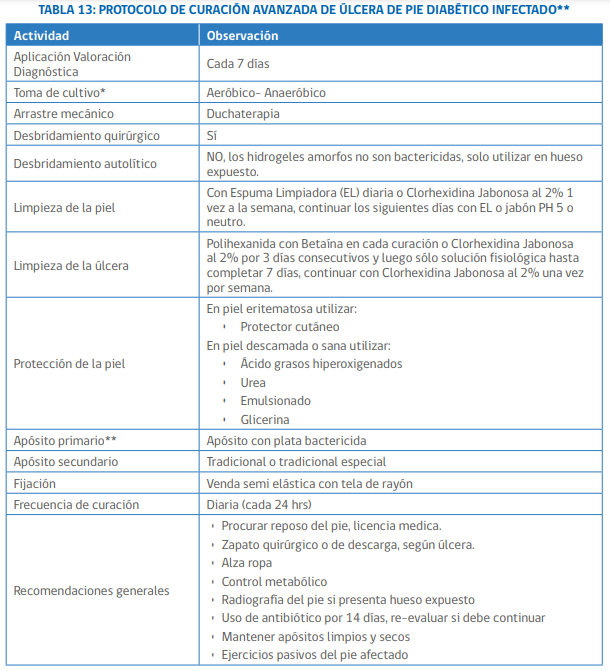 TABLA 13: PROTOCOLO DE CURACIÓN AVANZADA DE ÚLCERA DE PIE DIABÉTICO INFECTADO**
Actividad Observación
Aplicación Valoración
Diagnóstica
Cada 7 días
Toma de cultivo* Aeróbico- Anaeróbico
Arrastre mecánico Duchaterapia
Desbridamiento quirúrgico Sí
Desbridamiento autolítico
NO, los hidrogeles amorfos no son bactericidas, solo utilizar en hueso
expuesto.
Limpieza de la piel
Con Espuma Limpiadora (EL) diaria o Clorhexidina Jabonosa al 2% 1
vez a la semana, continuar los siguientes días con EL o jabón PH 5 o
neutro.
Limpieza de la úlcera
Polihexanida con Betaína en cada curación o Clorhexidina Jabonosa
al 2% por 3 días consecutivos y luego sólo solución fisiológica hasta
completar 7 días, continuar con Clorhexidina Jabonosa al 2% una vez
por semana.
Protección de la piel
En piel eritematosa utilizar:
• Protector cutáneo
En piel descamada o sana utilizar:
• Ácido grasos hiperoxigenados
• Urea
• Emulsionado
• Glicerina
Apósito primario** Apósito con plata bactericida
Apósito secundario Tradicional o tradicional especial
Fijación Venda semi elástica con tela de rayón
Frecuencia de curación Diaria (cada 24 hrs)
Recomendaciones generales
• Procurar reposo del pie, licencia medica.
• Zapato quirúrgico o de descarga, según úlcera.
• Alza ropa
• Control metabólico
• Radiografía del pie si presenta hueso expuesto
• Uso de antibiótico por 14 días, re-evaluar si debe continuar
• Mantener apósitos limpios y secos
• Ejercicios pasivos del pie afectado